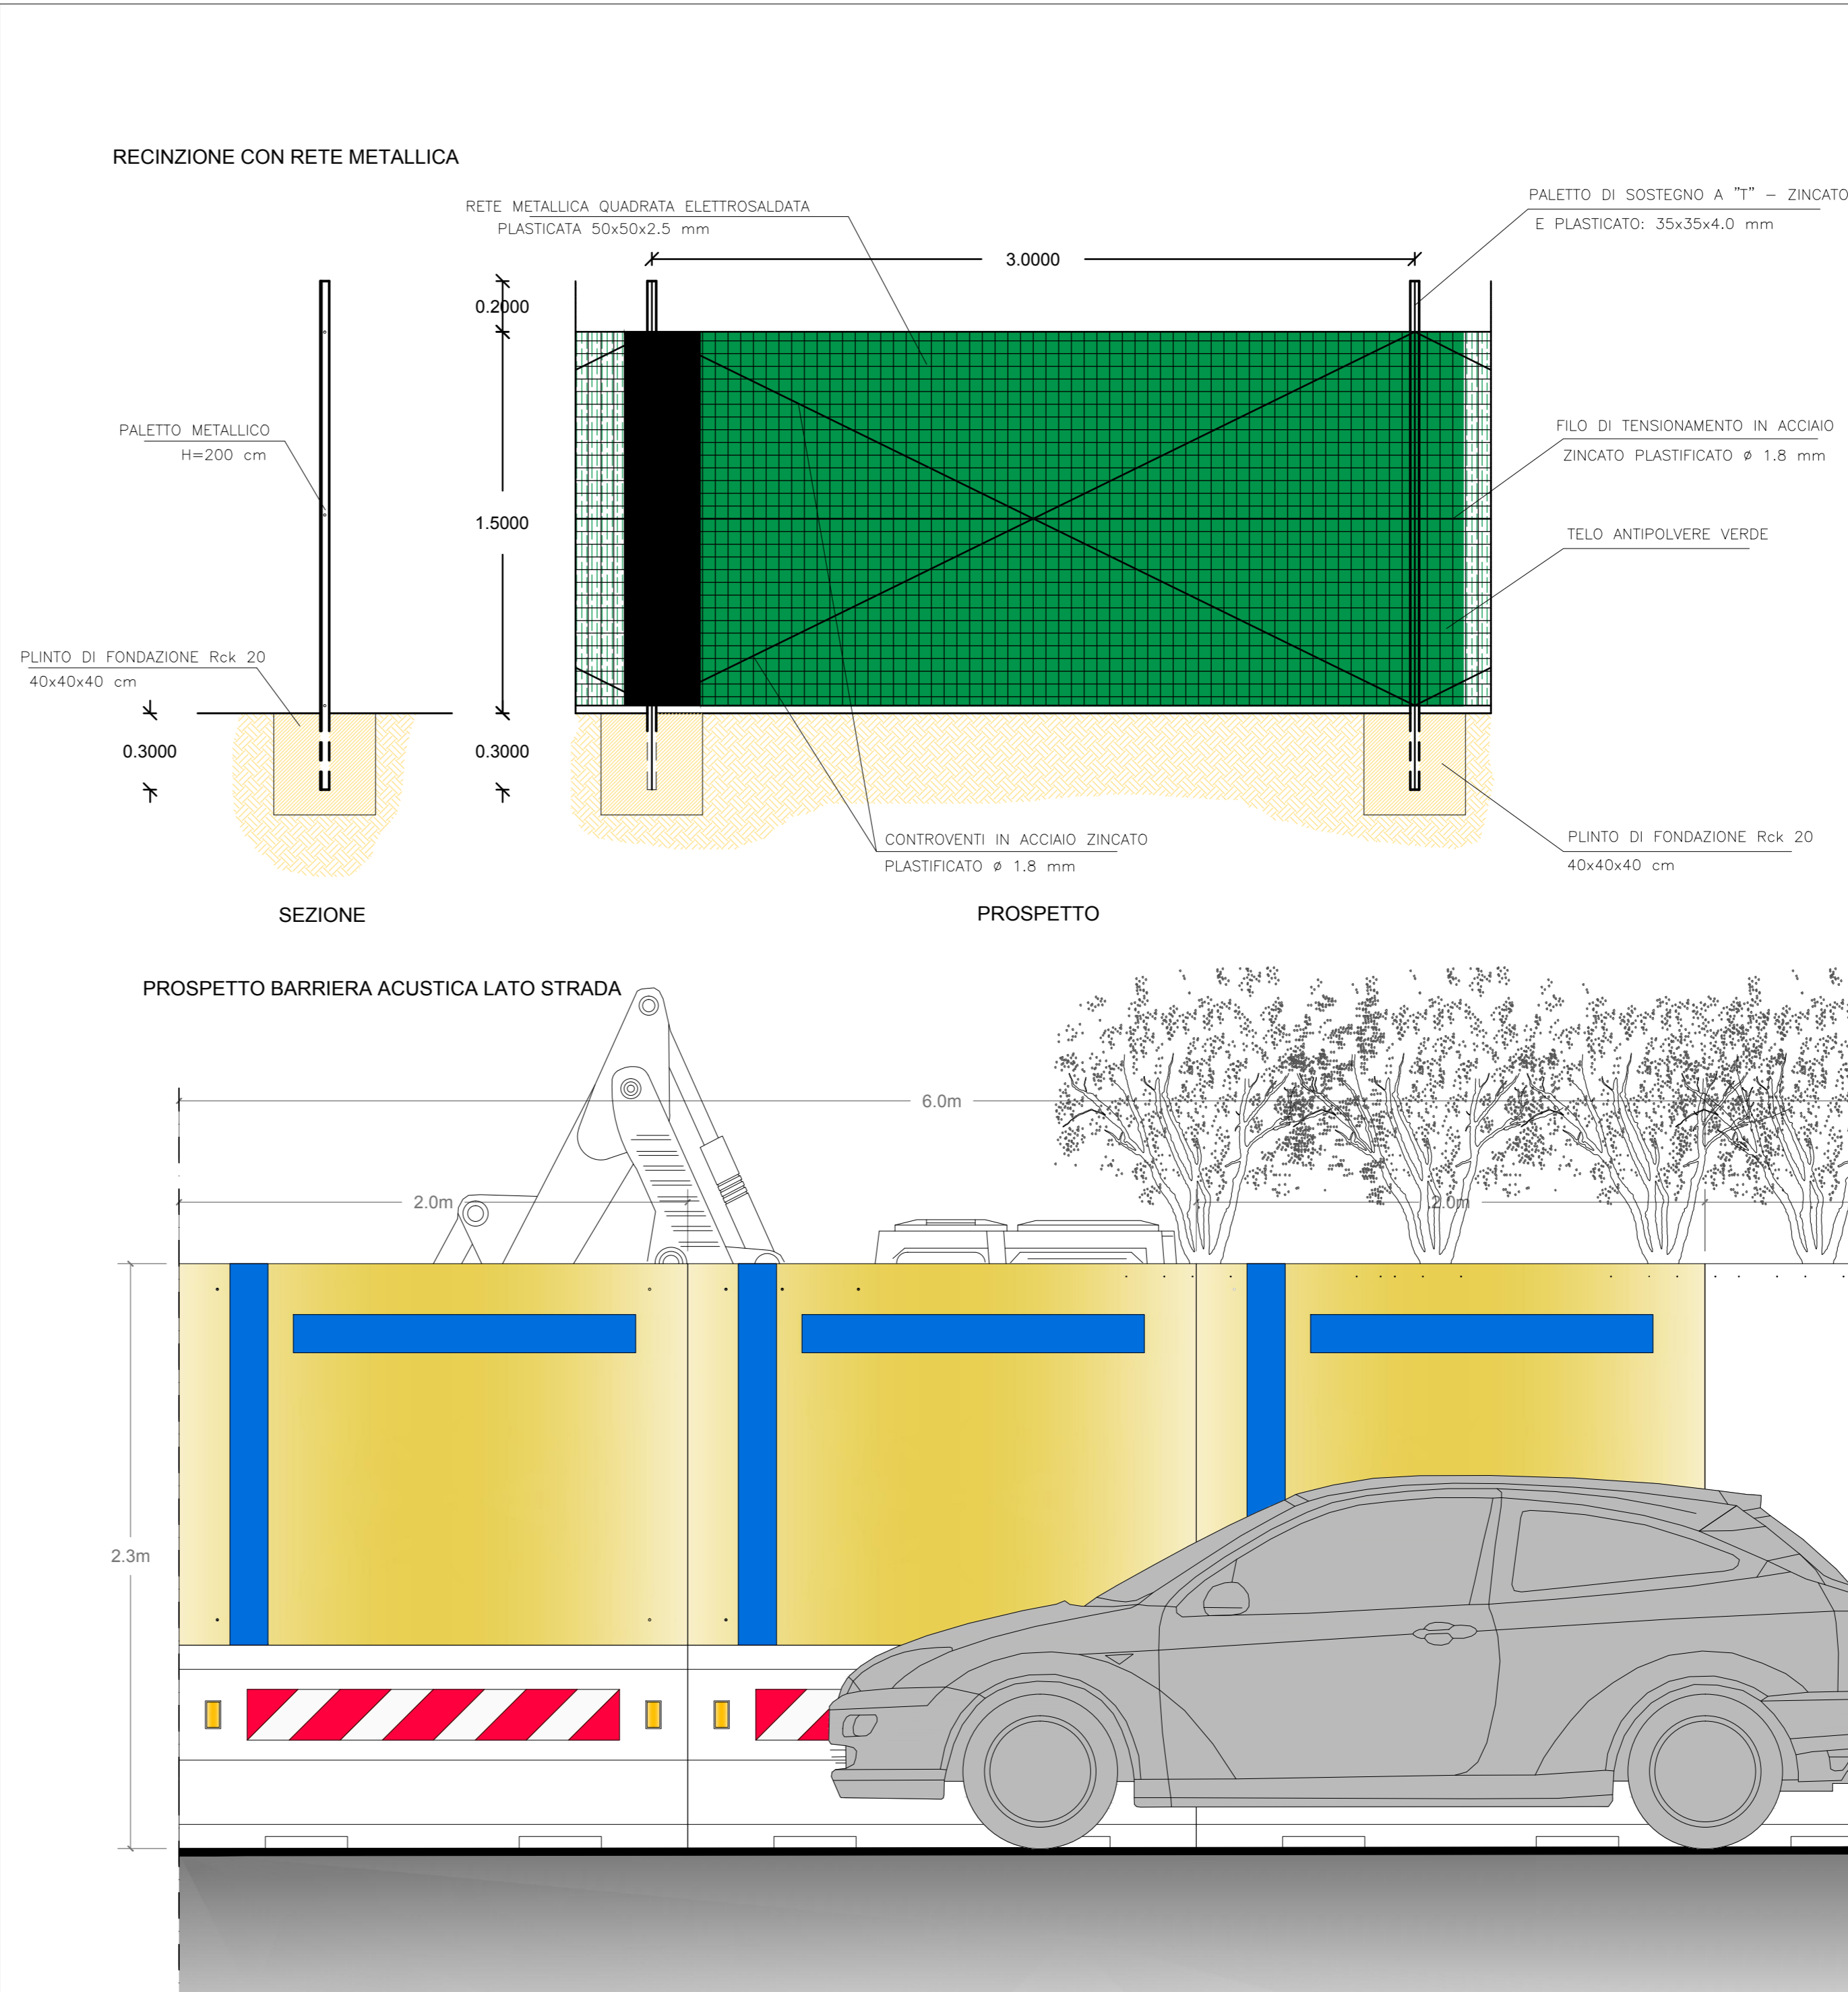 RECINZIONE CON RETE METALLICA
RETE METALLICA QUADRATA ELETTROSALDATA
PLASTICATA 50x50x2.5 mm
PALETTO DI SOSTEGNO A "T" – ZINCATO
E PLASTICATO: 35x35x4.0 mm
3.0000
0.2000
PALETTO METALLICO
H=200 cm
FILO DI TENSIONAMENTO IN ACCIAIO
ZINCATO PLASTIFICATO ø 1.8 mm
1.5000
TELO ANTIPOLVERE VERDE
PLINTO DI FONDAZIONE Rck 20
40x40x40 cm
0.3000
0.3000
CONTROVENTI IN ACCIAIO ZINCATO
PLASTIFICATO ø 1.8 mm
PLINTO DI FONDAZIONE Rck 20
40x40x40 cm
SEZIONE
PROSPETTO
PROSPETTO BARRIERA ACUSTICA LATO STRADA
6.0m
2.0m
2.0m
2.3m